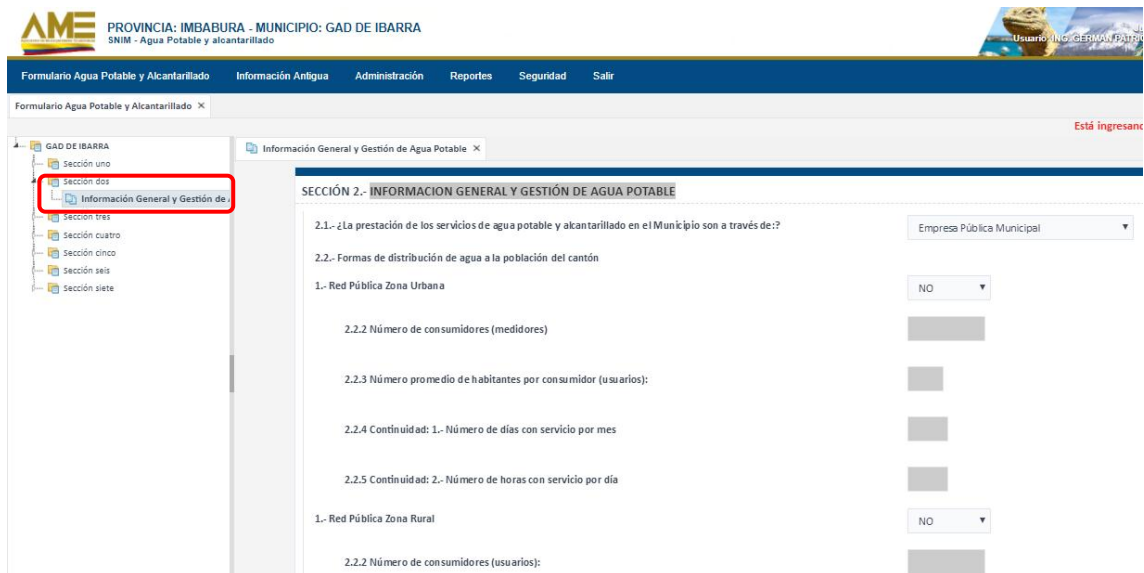 AME
PROVINCIA: IMBABURA - MUNICIPIO: GAD DE IBARRA
SNIM - Agua Potable y alcantarillado
Usuario: ING. GERMAN PATRIC
Formulario Agua Potable y Alcantarillado Información Antigua Administración Reportes Seguridad Salir
Formulario Agua Potable y Alcantarillado X
Está ingresand
GAD DE IBARRA
Sección uno
Sección dos
Información General y Gestión de
Sección tres
Sección cuatro
Sección cinco
Sección seis
Sección siete
Información General y Gestión de Agua Potable X
SECCIÓN 2.- INFORMACION GENERAL Y GESTIÓN DE AGUA POTABLE
2.1.- ¿La prestación de los servicios de agua potable y alcantarillado en el Municipio son a través de:? Empresa Pública Municipal
2.2.- Formas de distribución de agua a la población del cantón
1.- Red Pública Zona Urbana NO
2.2.2 Número de consumidores (medidores)
2.2.3 Número promedio de habitantes por consumidor (usuarios):
2.2.4 Continuidad: 1.- Número de días con servicio por mes
2.2.5 Continuidad: 2.- Número de horas con servicio por día
1.- Red Pública Zona Rural NO
2.2.2 Número de consumidores (usuarios):